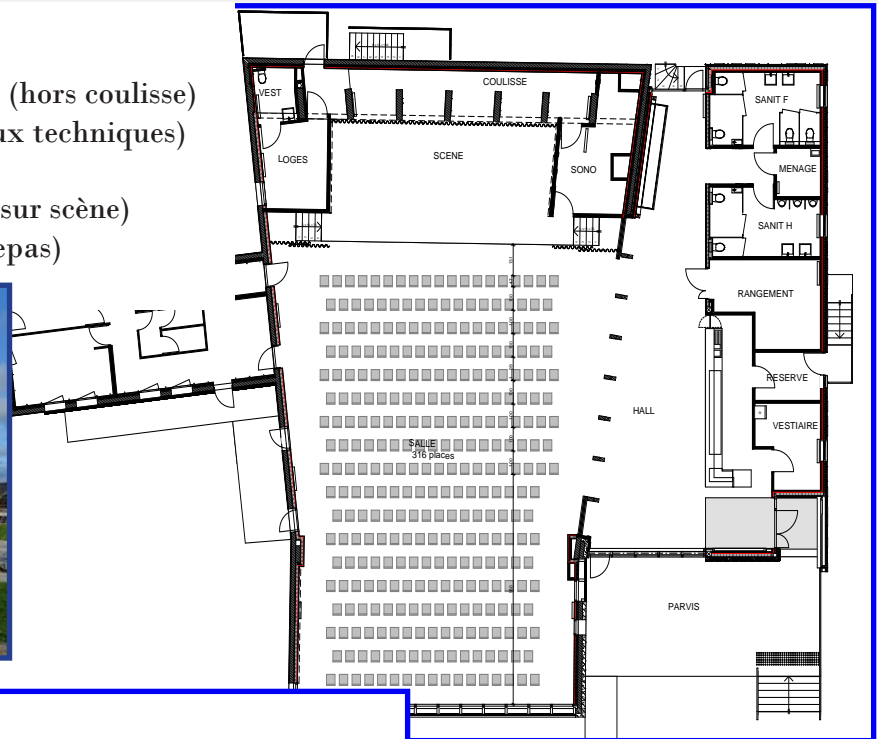 (hors coulisse)
ux techniques)
sur scène)
epas)
VEST
COULISSE
SANIT F
LOGES
SCENE
SONO
MENAGE
SANIT H
RANGEMENT
RESERVE
HALL
VESTIAIRE
SALLE
316 places
PARVIS